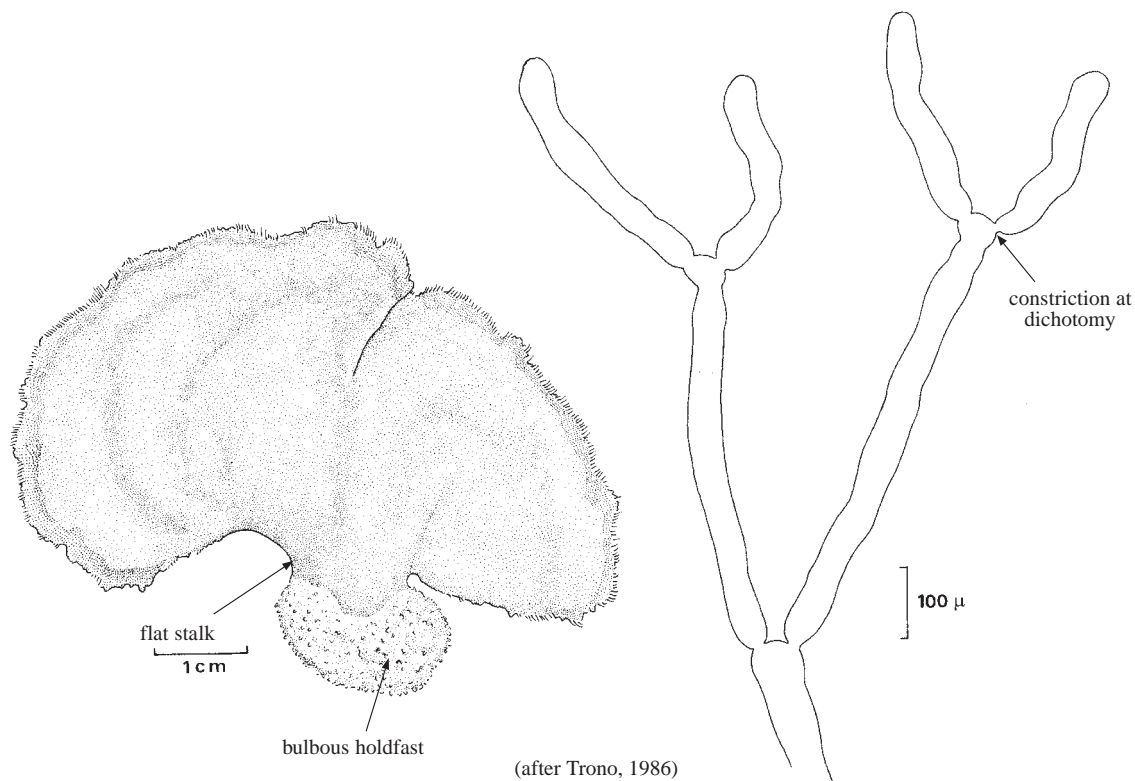 constriction at
dichotomy
100 µ
flat stalk
1 cm
bulbous holdfast
(after Trono, 1986)